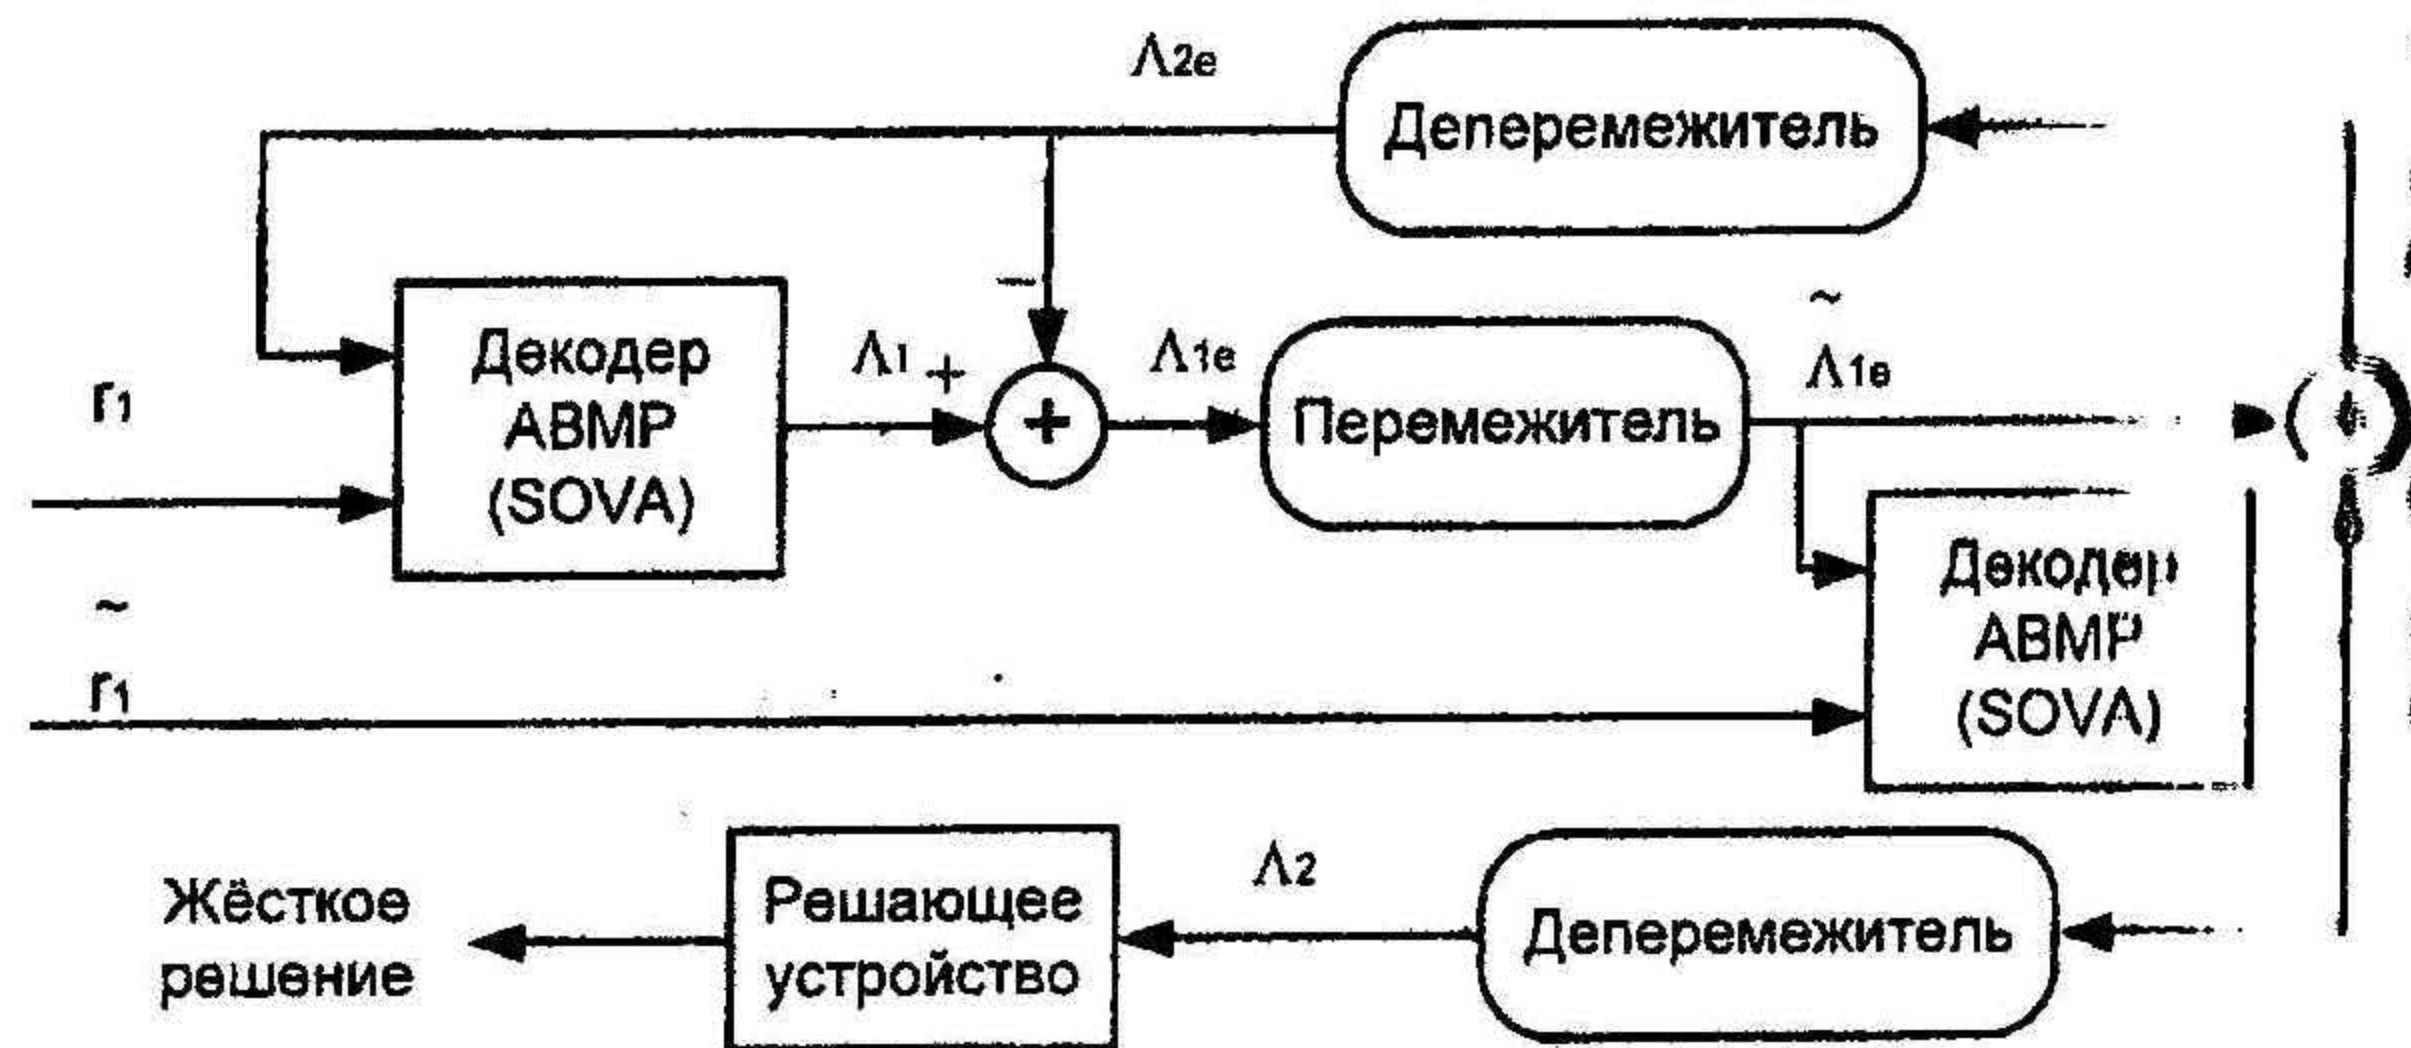 Λ2e
Деперемежитель
−
~
Декодер
АВМР
(SOVA)
Λ1 +
Λ1e
Λ1e
r1
+
Перемежитель
~
r1
Декодер
АВМР
(SOVA)
Жёсткое
решение
Решающее
устройство
Λ2
Деперемежитель